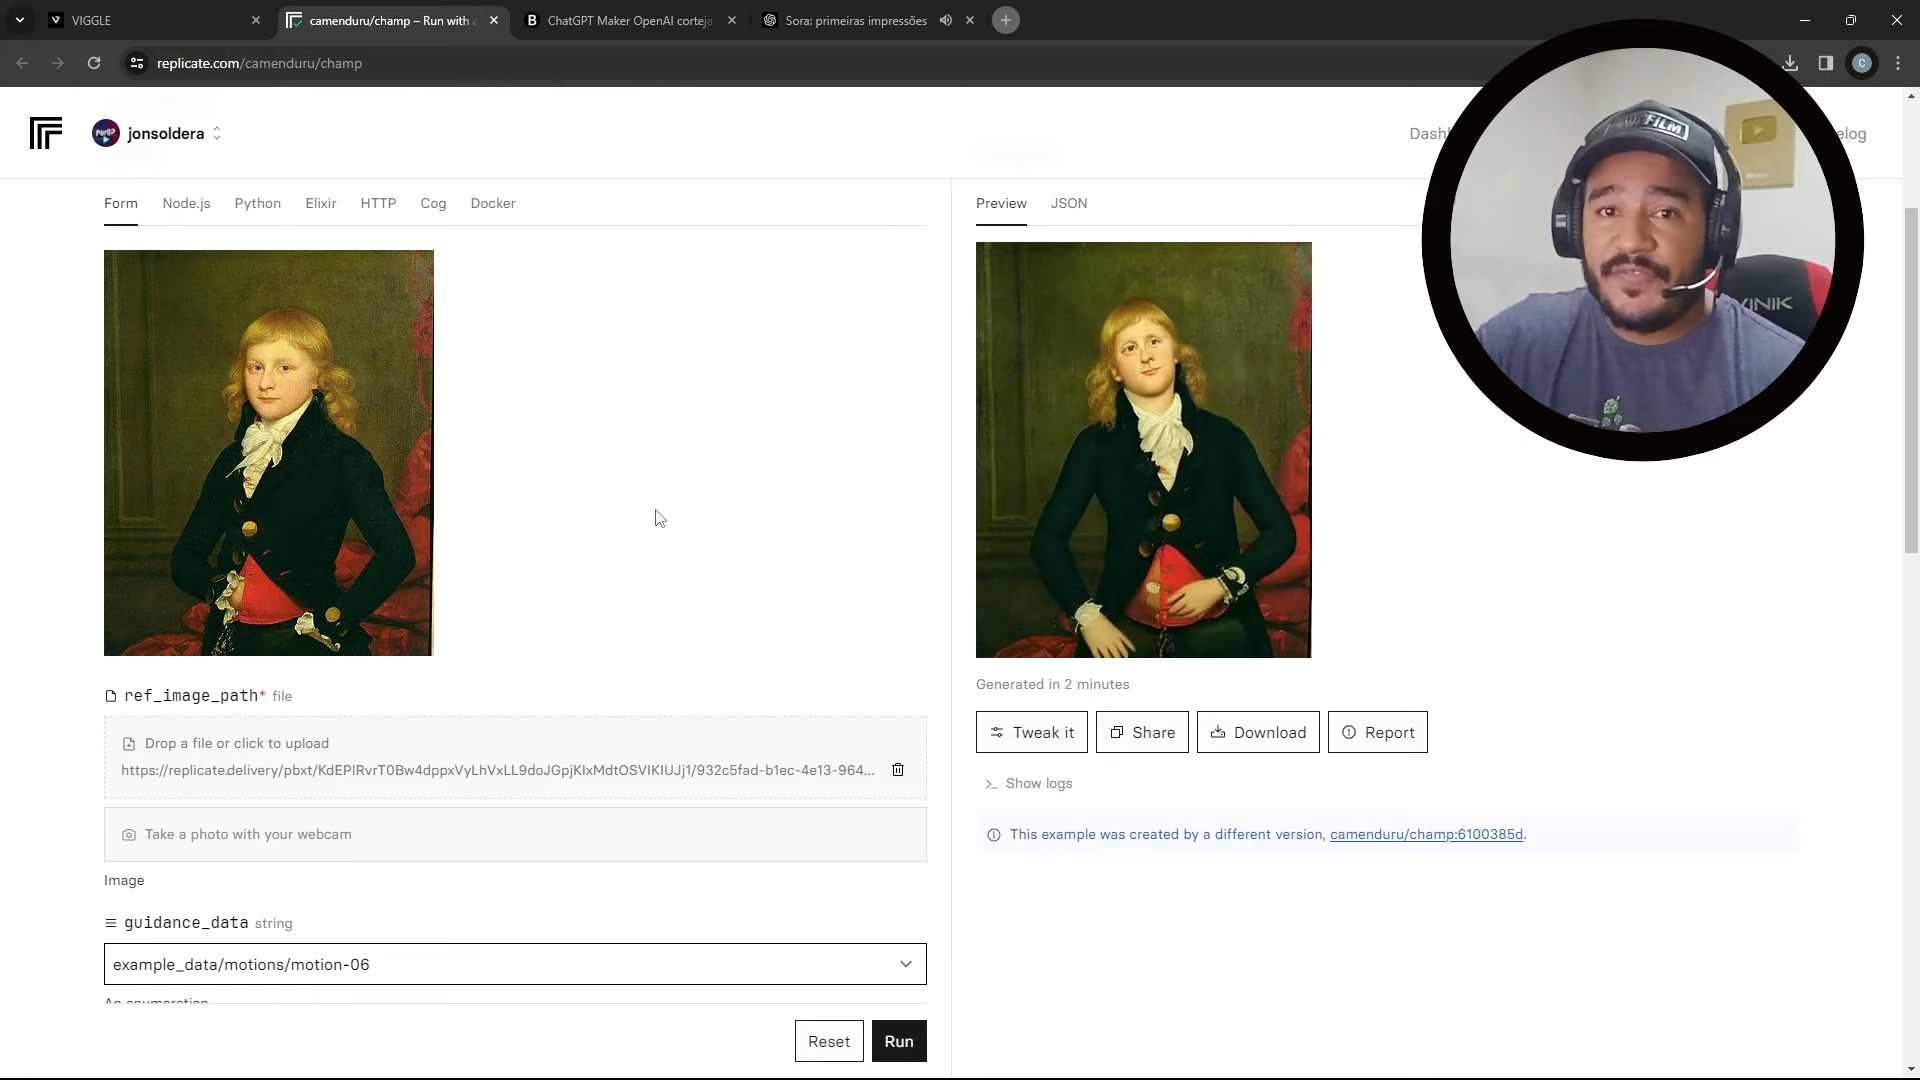 VIGGLE
camenduru/champ – Run with a
ChatGPT Maker OpenAI corteja
Sora: primeiras impressões
replicate.com/camenduru/champ
C
jonsoldera
Form
Node.js
Python
Elixir
HTTP
Cog
Docker
Preview
JSON
FILM
ref_image_path* file
Drop a file or click to upload
https://replicate.delivery/pbxt/KdEPlRvrT0Bw4dppxVyLhVxLL9doJGpjKIxMdtOSVIKIUJj1/932c5fad-b1ec-4e13-964...
Take a photo with your webcam
Image
guidance_data string
example_data/motions/motion-06
An enumeration.
Reset
Run
Generated in 2 minutes
Tweak it
Share
Download
Report
Show logs
This example was created by a different version, camenduru/champ:6100385d.